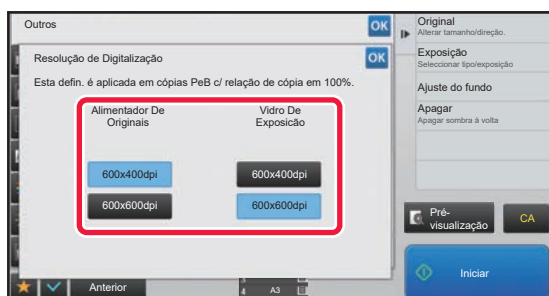 Outros
OK
Resolução de Digitalização
OK
Esta defin. é aplicada em cópias PeB c/ relação de cópia em 100%.
Alimentador De
Originais
Vidro De
Exposicão
600x400dpi
600x400dpi
600x600dpi
600x600dpi
Anterior
4 A3
Original
Alterar tamanho/direção.
Exposição
Seleccionar tipo/exposição
Ajuste do fundo
Apagar
Apagar sombra à volta
Pré-
visualização
CA
Iniciar